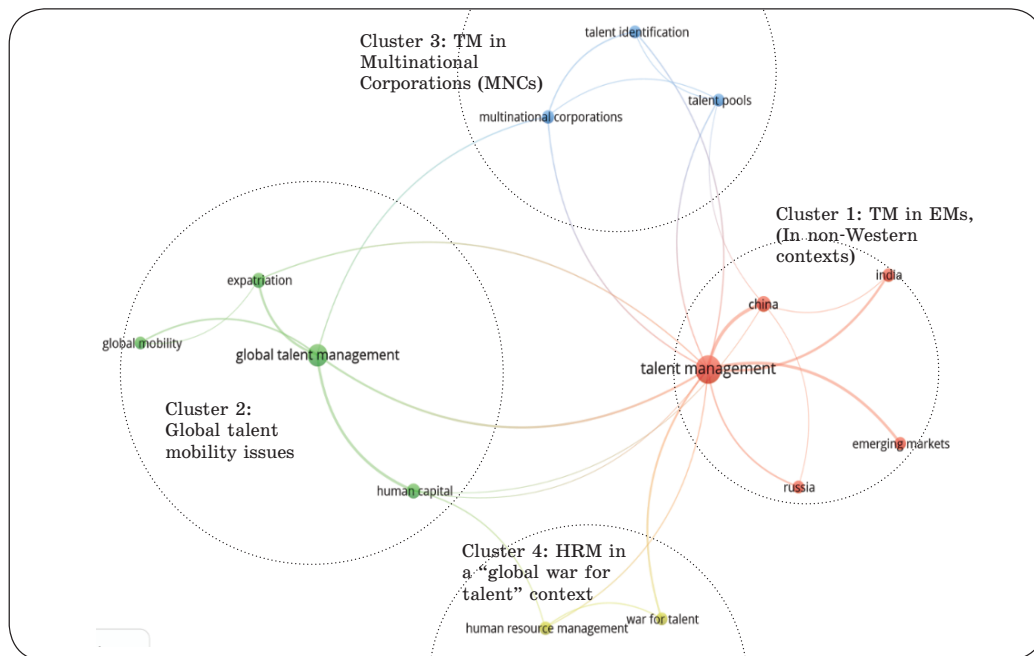 Cluster 3: TM in
Multinational
Corporations (MNCs)
talent identification
talent pools
multinational corporations
Cluster 1: TM in EMs,
(In non-Western
contexts)
india
china
expatriation
global mobility
global talent management
talent management
Cluster 2:
Global talent
mobility issues
emerging markets
russia
human capital
Cluster 4: HRM in
a “global war for
talent” context
human resource management
war for talent